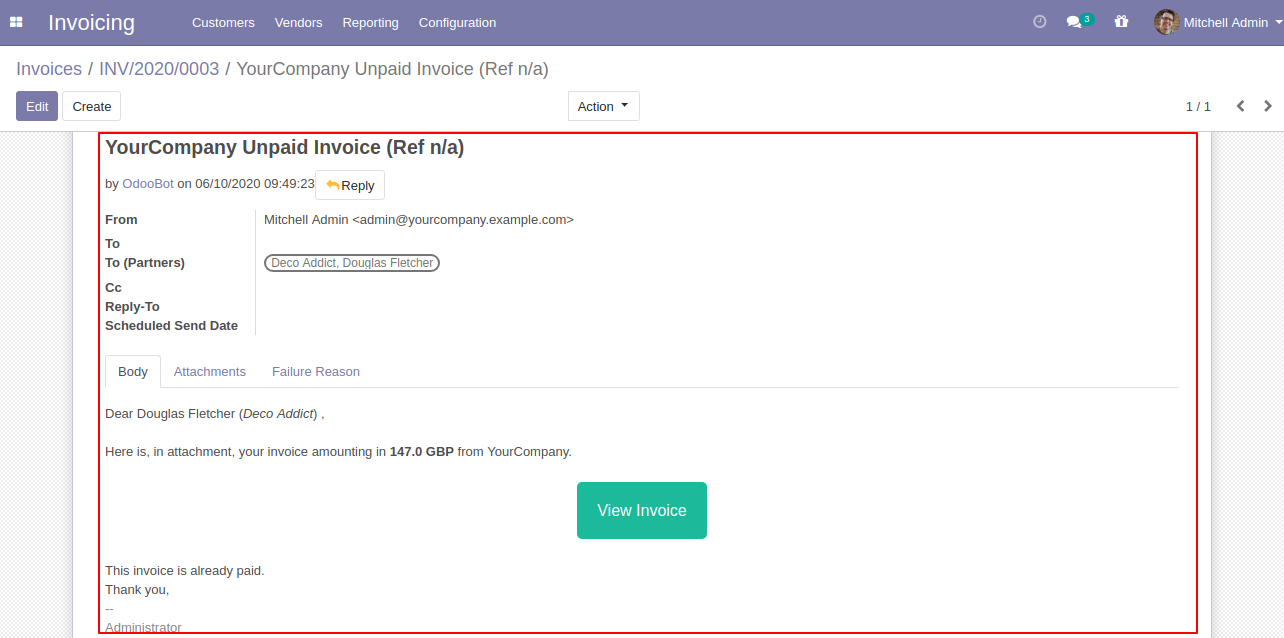 Invoicing Customers Vendors Reporting Configuration 3 Mitchell Admin
Invoices / INV/2020/0003 / YourCompany Unpaid Invoice (Ref n/a)
Edit Create Action 1 / 1
YourCompany Unpaid Invoice (Ref n/a)
by OdooBot on 06/10/2020 09:49:23 Reply
From Mitchell Admin <admin@yourcompany.example.com>
To
To (Partners) Deco Addict, Douglas Fletcher
Cc
Reply-To
Scheduled Send Date
Body Attachments Failure Reason
Dear Douglas Fletcher (Deco Addict) ,
Here is, in attachment, your invoice amounting in 147.0 GBP from YourCompany.
View Invoice
This invoice is already paid.
Thank you,
--
Administrator